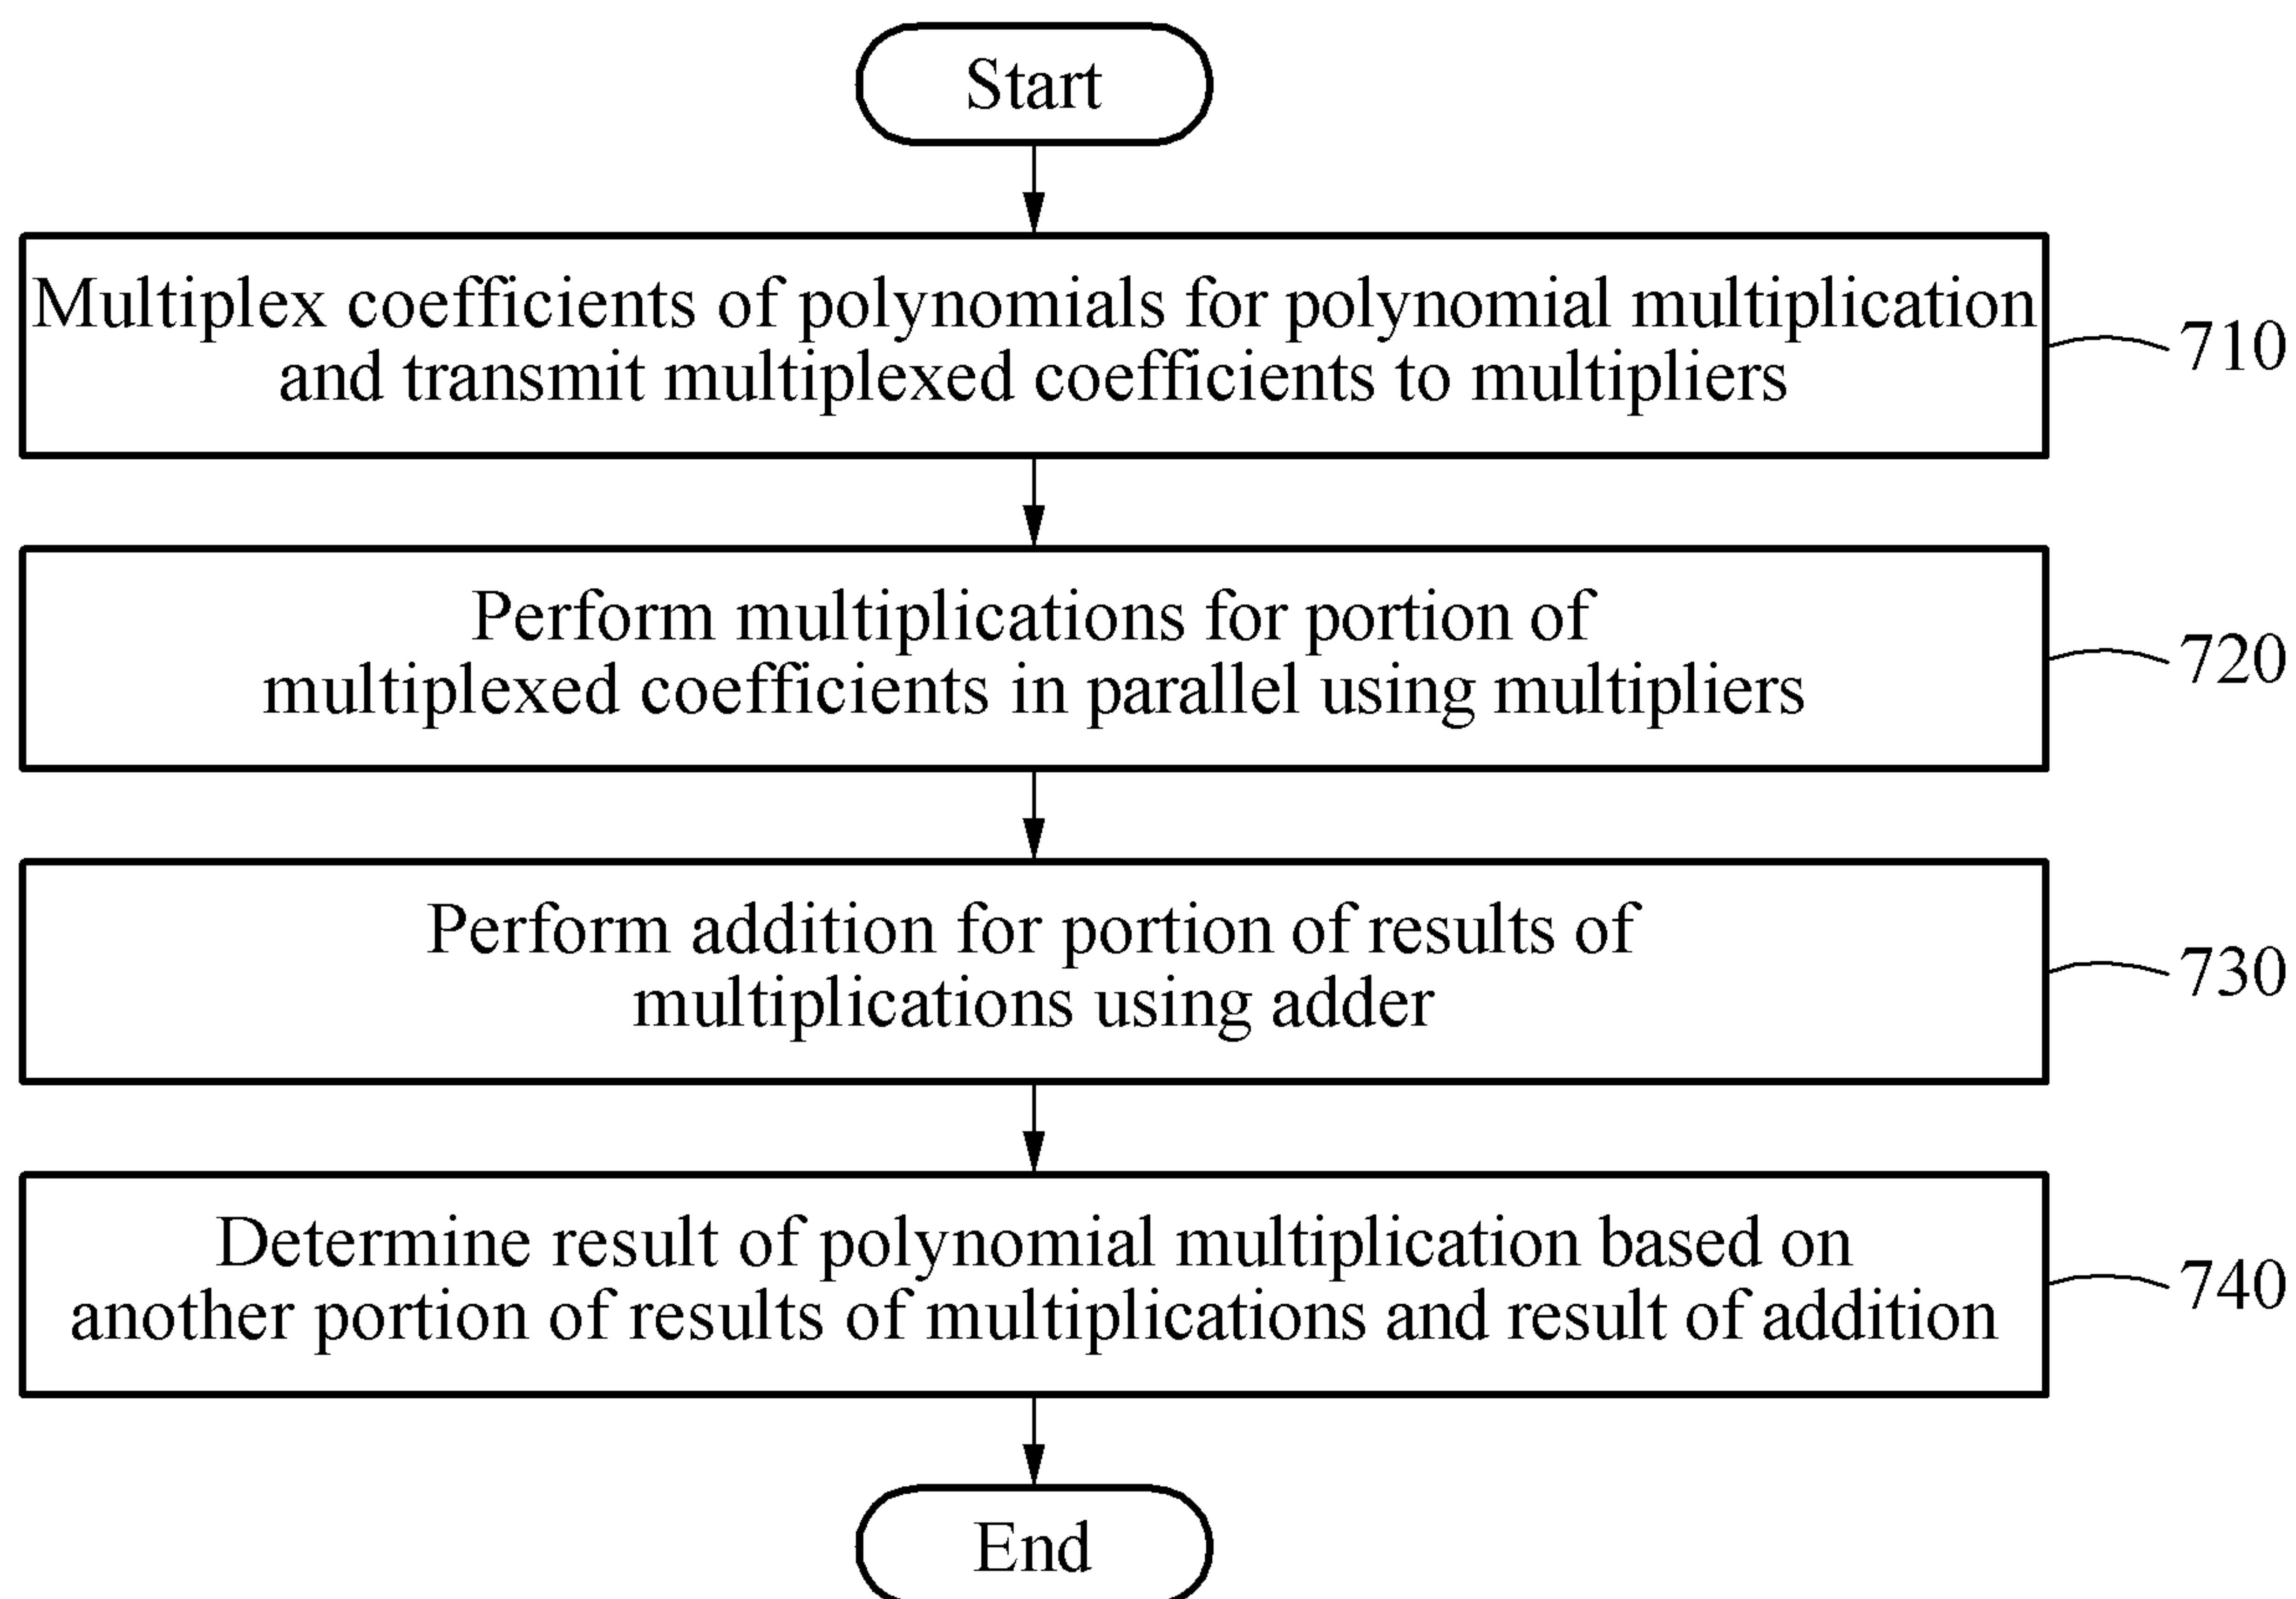 Start
Multiplex coefficients of polynomials for polynomial multiplication
and transmit multiplexed coefficients to multipliers
710
Perform multiplications for portion of
multiplexed coefficients in parallel using multipliers
720
Perform addition for portion of results of
multiplications using adder
730
Determine result of polynomial multiplication based on
another portion of results of multiplications and result of addition
740
End